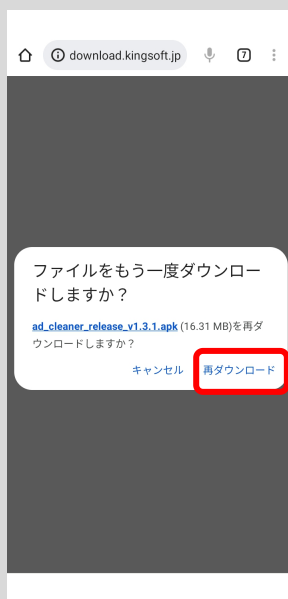 download.kingsoft.jp
7
ファイルをもう一度ダウンロー
ドしますか？
ad_cleaner_release_v1.3.1.apk (16.31 MB)を再ダ
ウンロードしますか？
キャンセル 再ダウンロード